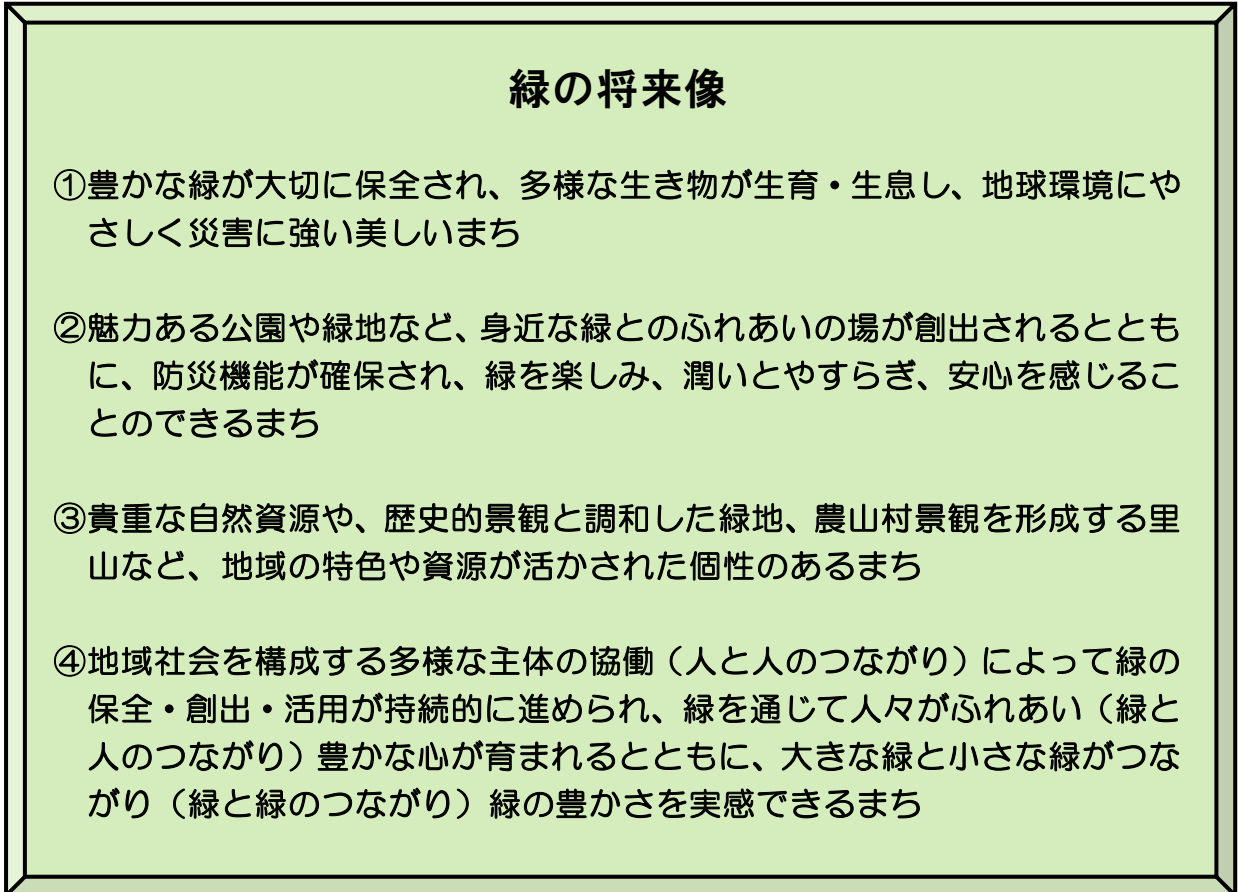 緑の将来像
①豊かな緑が大切に保全され、多様な生き物が生育・生息し、地球環境にや
さしく災害に強い美しいまち
②魅力ある公園や緑地など、身近な緑とのふれあいの場が創出されるととも
に、防災機能が確保され、緑を楽しみ、潤いとやすらぎ、安心を感じるこ
とのできるまち
③貴重な自然資源や、歴史的景観と調和した緑地、農山村景観を形成する里
山など、地域の特色や資源が活かされた個性のあるまち
④地域社会を構成する多様な主体の協働（人と人のつながり）によって緑の
保全・創出・活用が持続的に進められ、緑を通じて人々がふれあい（緑と
人のつながり）豊かな心が育まれるとともに、大きな緑と小さな緑がつな
がり（緑と緑のつながり）緑の豊かさを実感できるまち